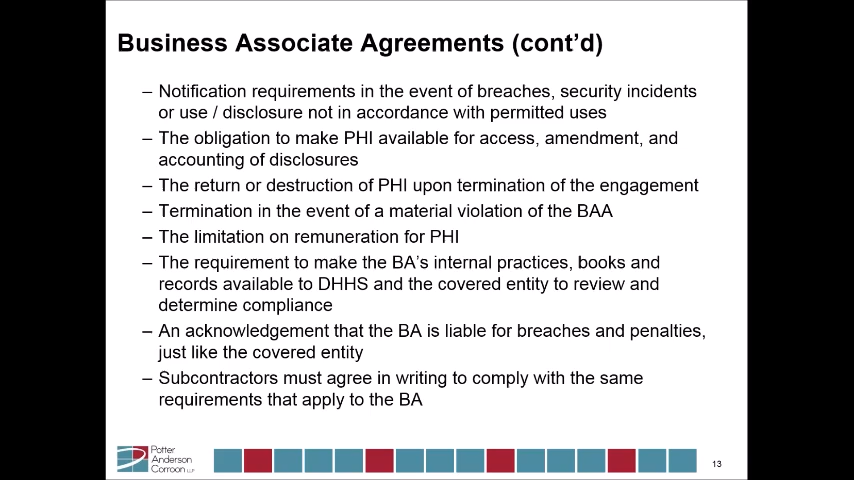 Business Associate Agreements (cont’d)
– Notification requirements in the event of breaches, security incidents
or use / disclosure not in accordance with permitted uses
– The obligation to make PHI available for access, amendment, and
accounting of disclosures
– The return or destruction of PHI upon termination of the engagement
– Termination in the event of a material violation of the BAA
– The limitation on remuneration for PHI
– The requirement to make the BA’s internal practices, books and
records available to DHHS and the covered entity to review and
determine compliance
– An acknowledgement that the BA is liable for breaches and penalties,
just like the covered entity
– Subcontractors must agree in writing to comply with the same
requirements that apply to the BA
Potter
Anderson
Corroon LLP
13